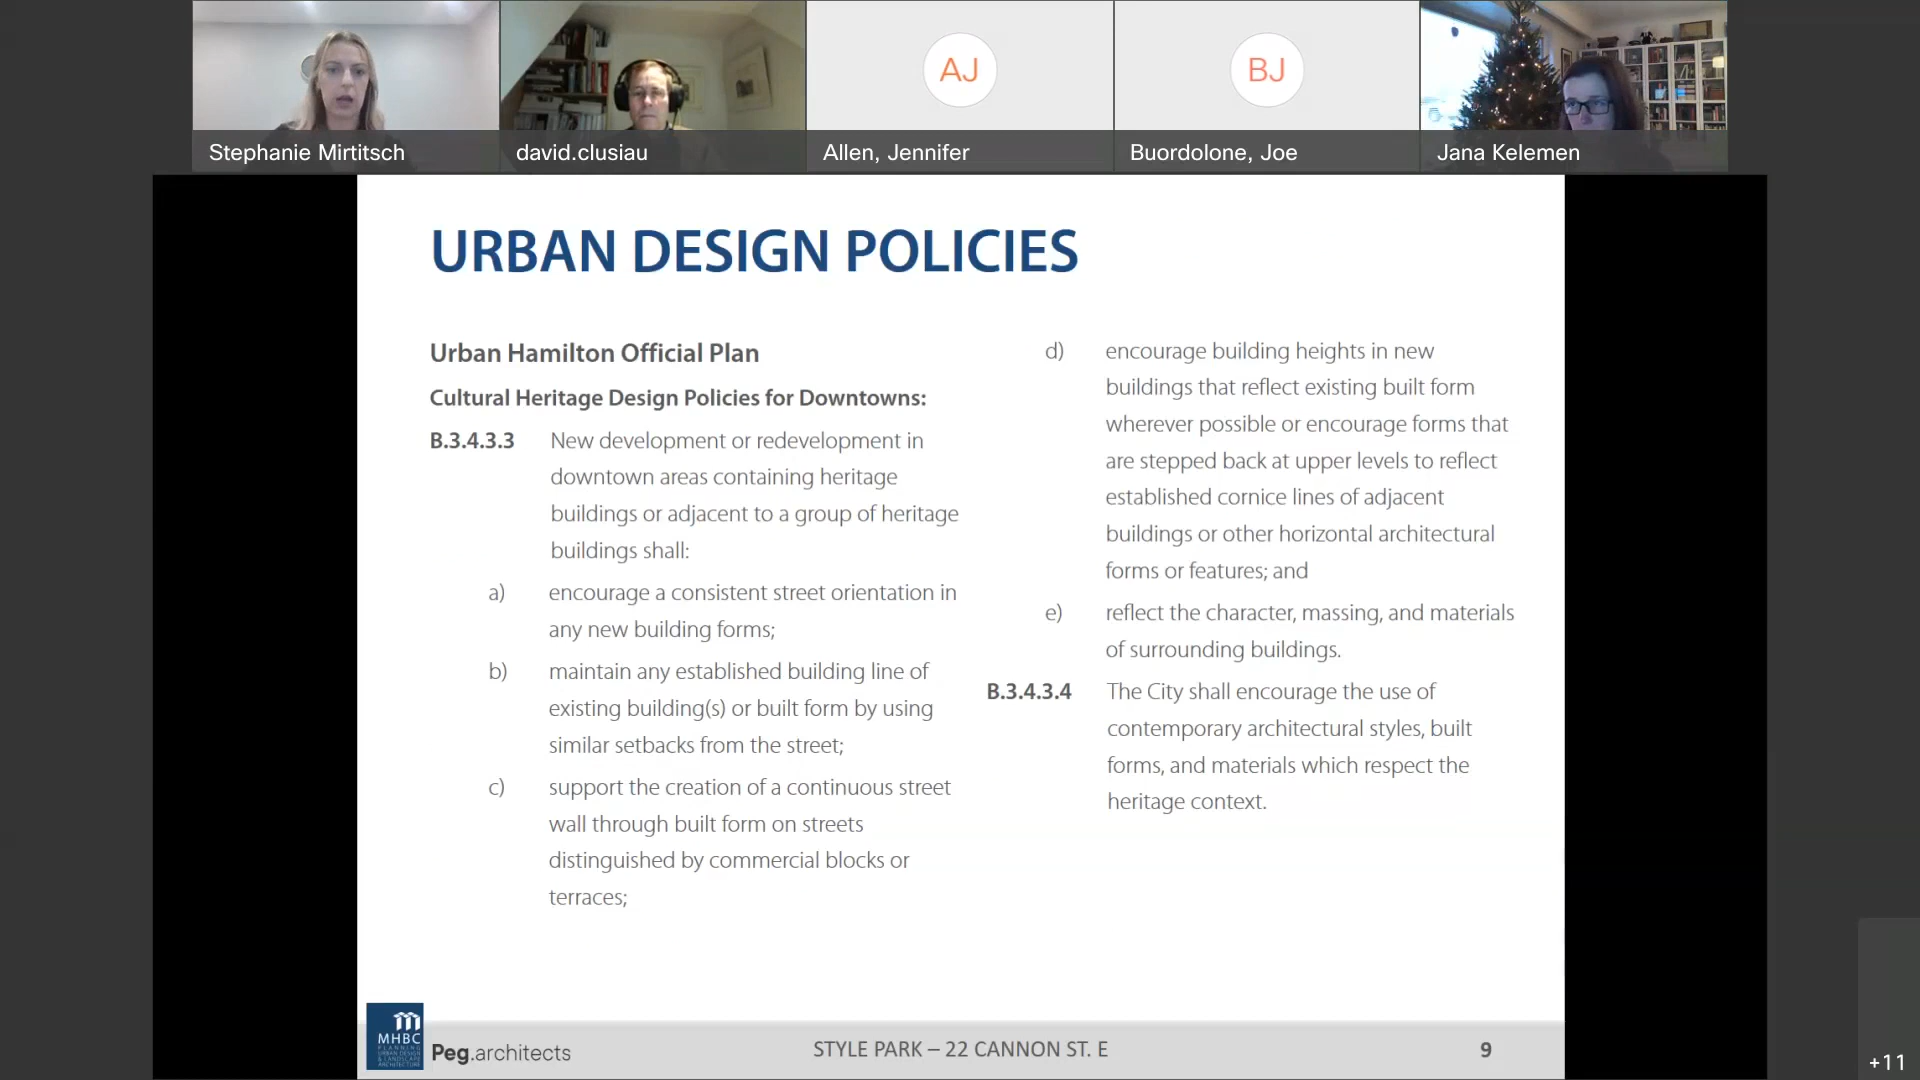 AJ
BJ
Stephanie Mirtitsch
david.clusiau
Allen, Jennifer
Buordolone, Joe
Jana Kelemen
URBAN DESIGN POLICIES
Urban Hamilton Official Plan
Cultural Heritage Design Policies for Downtowns:
B.3.4.3.3 New development or redevelopment in
downtown areas containing heritage
buildings or adjacent to a group of heritage
buildings shall:
a) encourage a consistent street orientation in
any new building forms;
b) maintain any established building line of
existing building(s) or built form by using
similar setbacks from the street;
c) support the creation of a continuous street
wall through built form on streets
distinguished by commercial blocks or
terraces;
d) encourage building heights in new
buildings that reflect existing built form
wherever possible or encourage forms that
are stepped back at upper levels to reflect
established cornice lines of adjacent
buildings or other horizontal architectural
forms or features; and
e) reflect the character, massing, and materials
of surrounding buildings.
B.3.4.3.4 The City shall encourage the use of
contemporary architectural styles, built
forms, and materials which respect the
heritage context.
MHBC
PLANNING
URBAN DESIGN
& LANDSCAPE
ARCHITECTURE
Peg.architects
STYLE PARK – 22 CANNON ST. E
9
+11